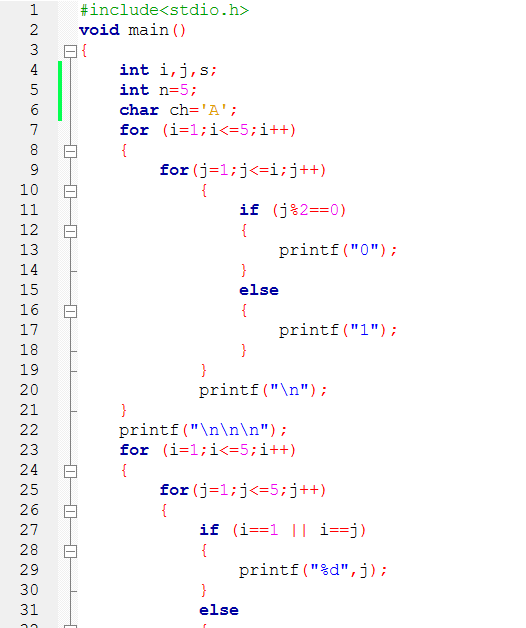 1 #include<stdio.h>
2 void main()
3 {
4 int i,j,s;
5 int n=5;
6 char ch='A';
7 for (i=1;i<=5;i++)
8 {
9 for(j=1;j<=i;j++)
10 {
11 if (j%2==0)
12 {
13 printf("0");
14 }
15 else
16 {
17 printf("1");
18 }
19 }
20 printf("\n");
21 }
22 printf("\n\n\n");
23 for (i=1;i<=5;i++)
24 {
25 for(j=1;j<=5;j++)
26 {
27 if (i==1 || i==j)
28 {
29 printf("%d",j);
30 }
31 else